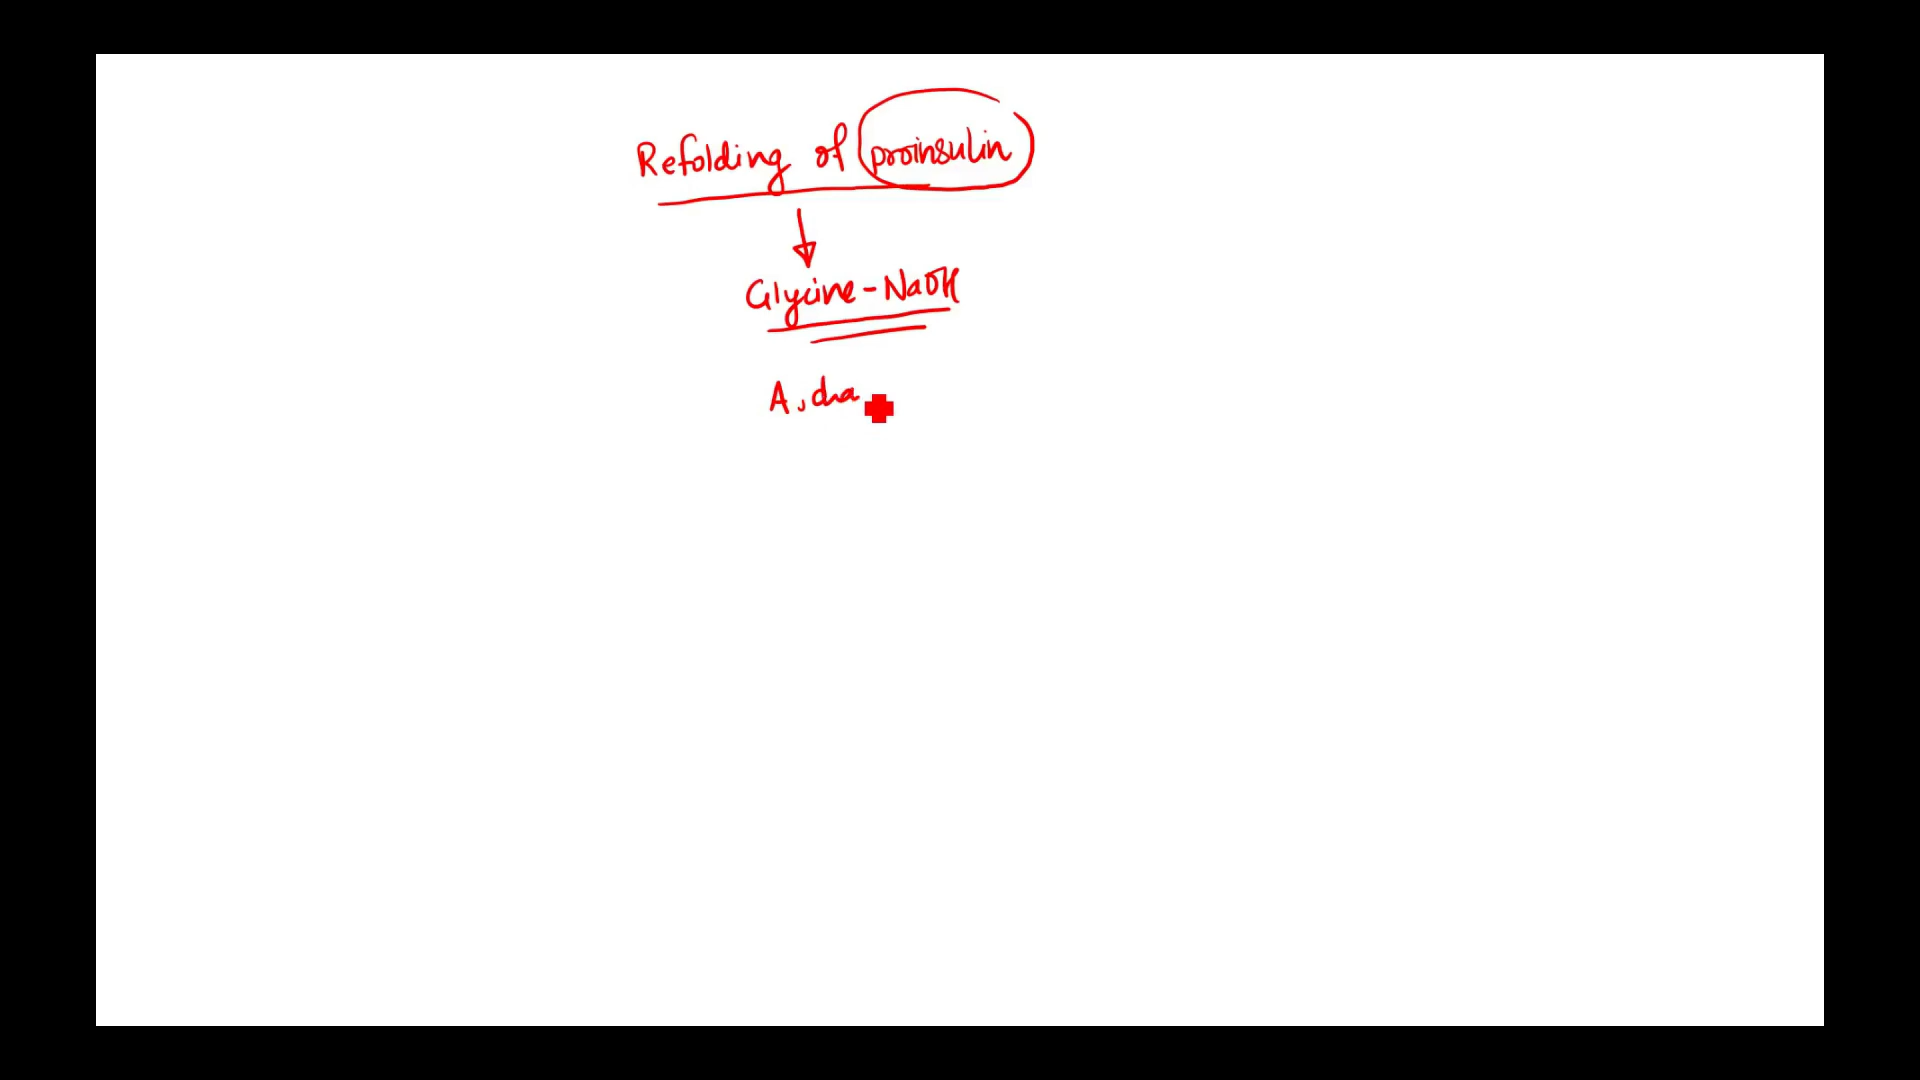 Refolding of proinsulin
Glycine-NaOH
A, cha